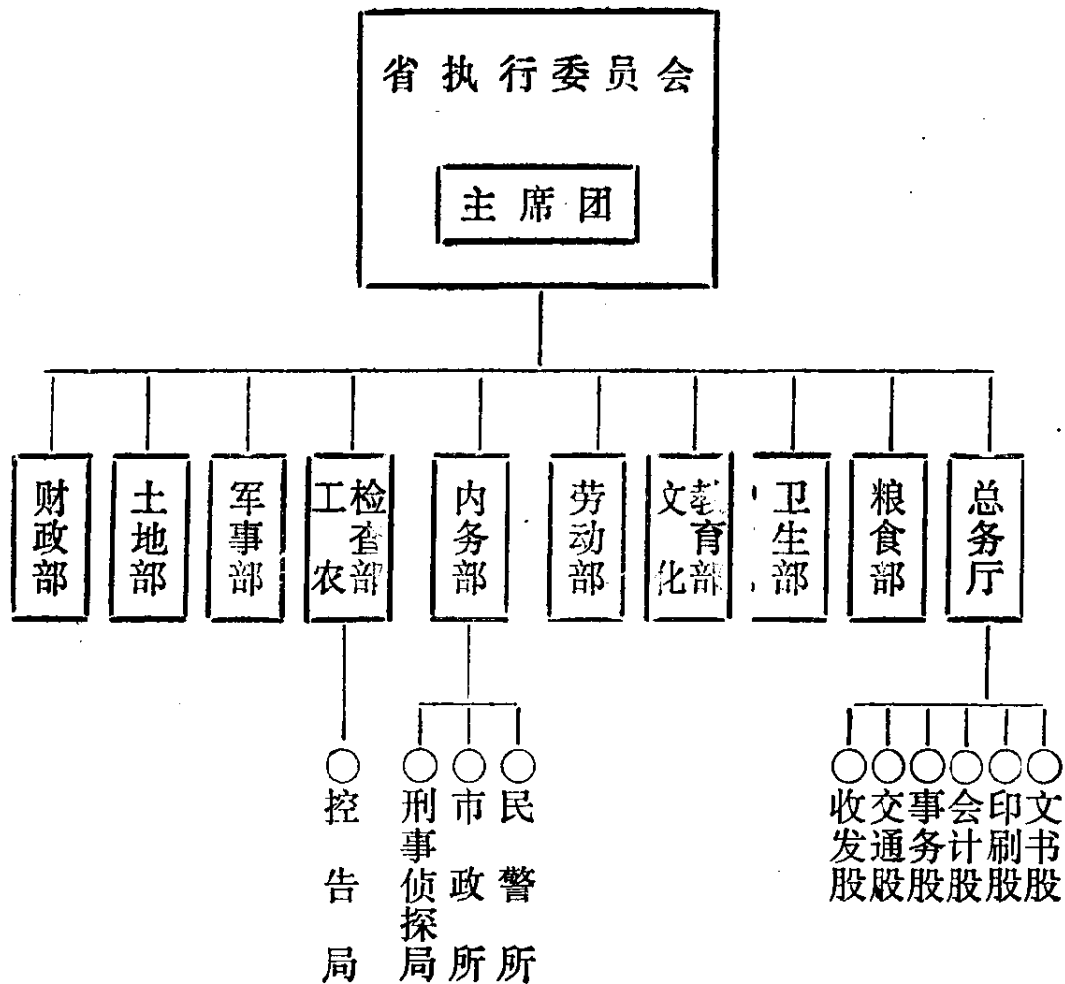 省执行委员会
主席团
财政部
土地部
军事部
工农
检查部
内务部
劳动部
文化
教育部
卫生部
粮食部
总务厅
控告局
刑事侦探局
市政所
民警所
收发股
交通股
事务股
会计股
印刷股
文书股